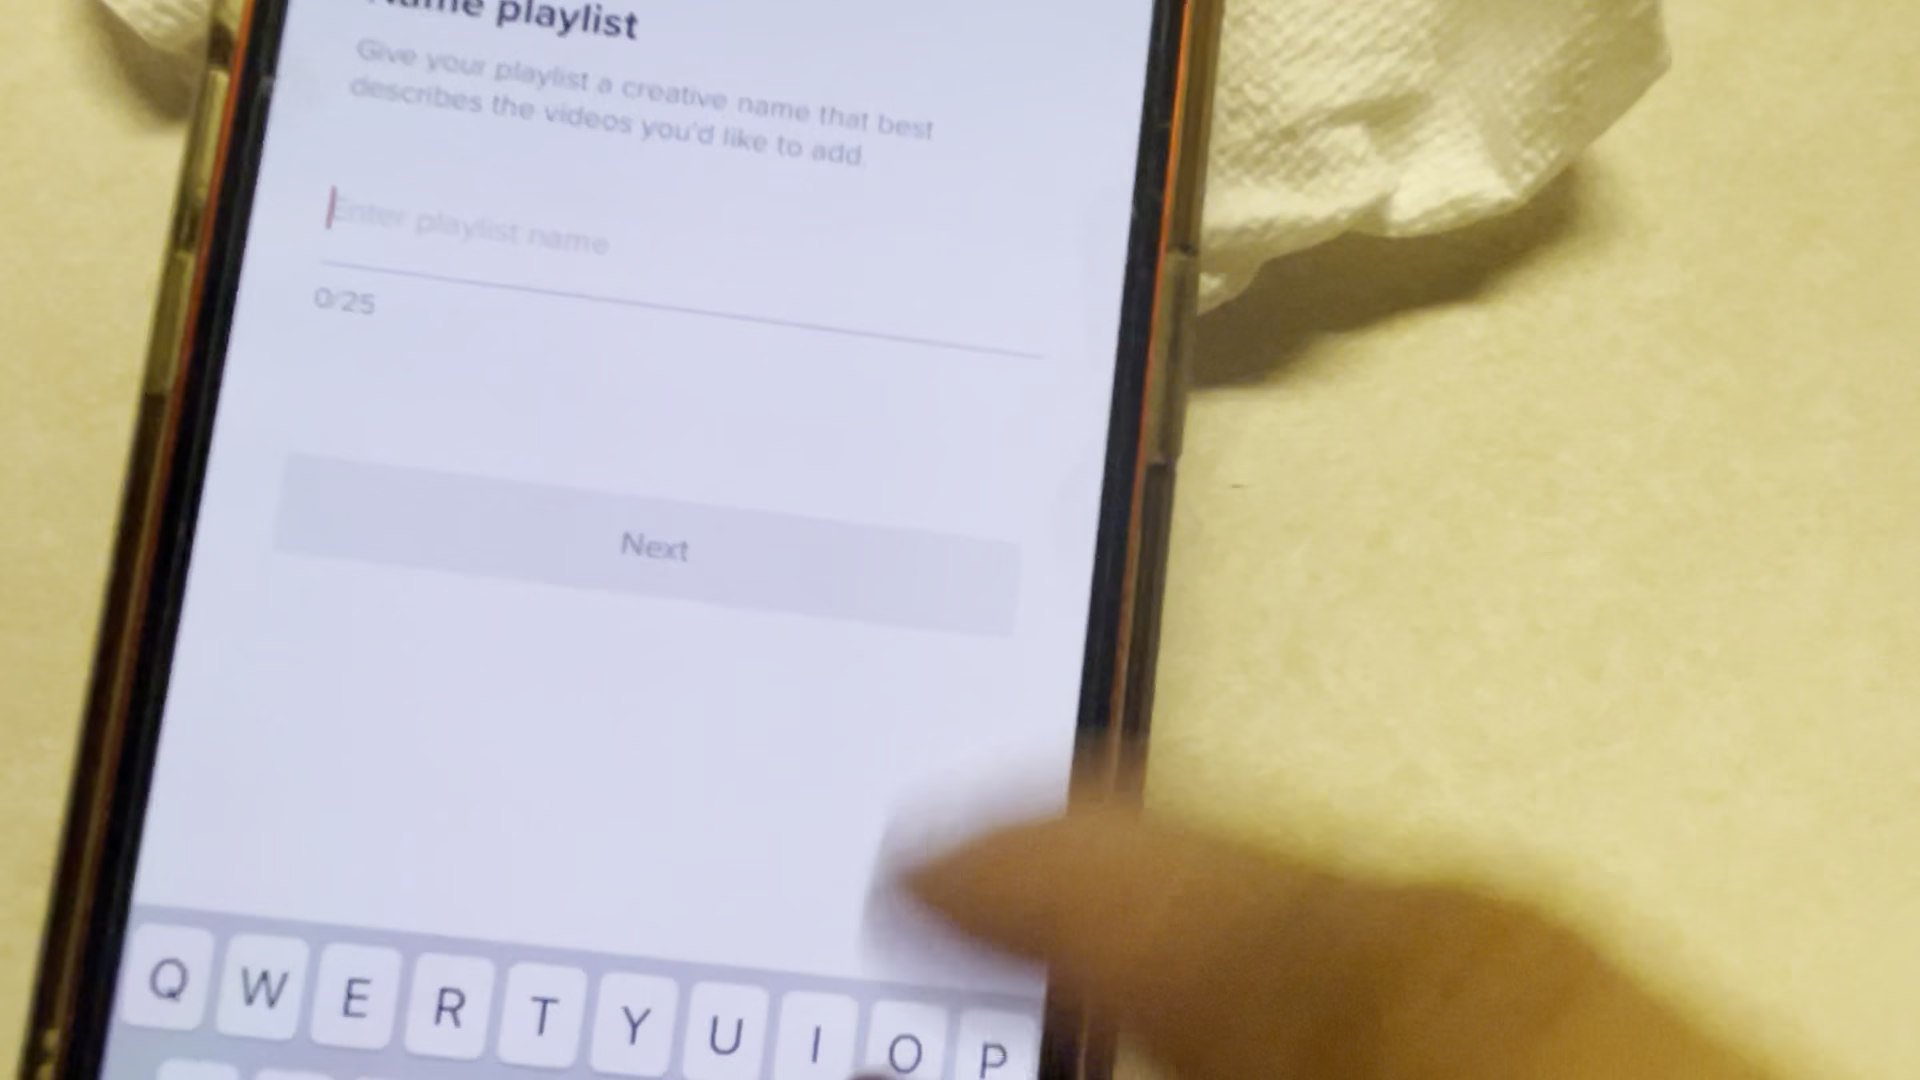 Name playlist
Give your playlist a creative name that best
describes the videos you'd like to add.
Enter playlist name
0/25
Next
Q W E R T Y U I O P